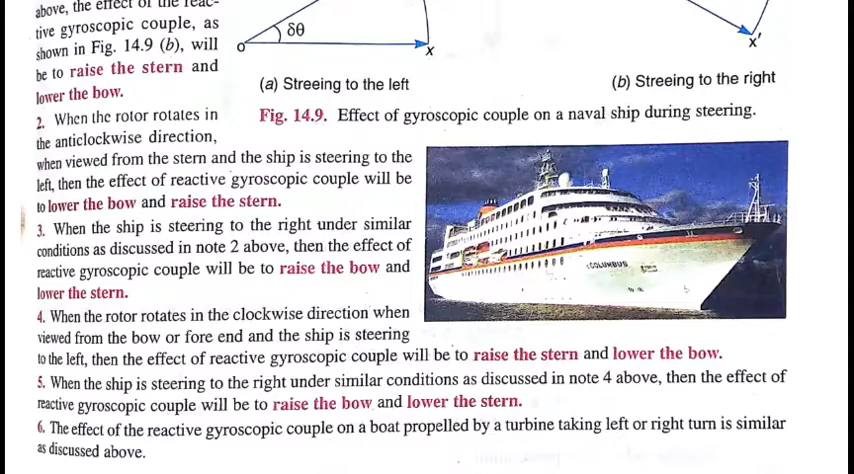 above, the effect of the reac-
tive gyroscopic couple, as
shown in Fig. 14.9 (b), will
be to raise the stern and
lower the bow.
δθ
o
x
x'
(a) Streeing to the left
(b) Streeing to the right
Fig. 14.9. Effect of gyroscopic couple on a naval ship during steering.
2. When the rotor rotates in
the anticlockwise direction,
when viewed from the stern and the ship is steering to the
left, then the effect of reactive gyroscopic couple will be
to lower the bow and raise the stern.
3. When the ship is steering to the right under similar
conditions as discussed in note 2 above, then the effect of
reactive gyroscopic couple will be to raise the bow and
lower the stern.
COLUMBUS
4. When the rotor rotates in the clockwise direction when
viewed from the bow or fore end and the ship is steering
to the left, then the effect of reactive gyroscopic couple will be to raise the stern and lower the bow.
5. When the ship is steering to the right under similar conditions as discussed in note 4 above, then the effect of
reactive gyroscopic couple will be to raise the bow and lower the stern.
6. The effect of the reactive gyroscopic couple on a boat propelled by a turbine taking left or right turn is similar
as discussed above.